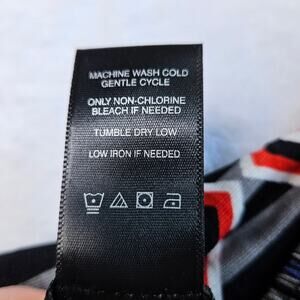 MACHINE WASH COLD
GENTLE CYCLE
ONLY NON-CHLORINE
BLEACH IF NEEDED
TUMBLE DRY LOW
LOW IRON IF NEEDED